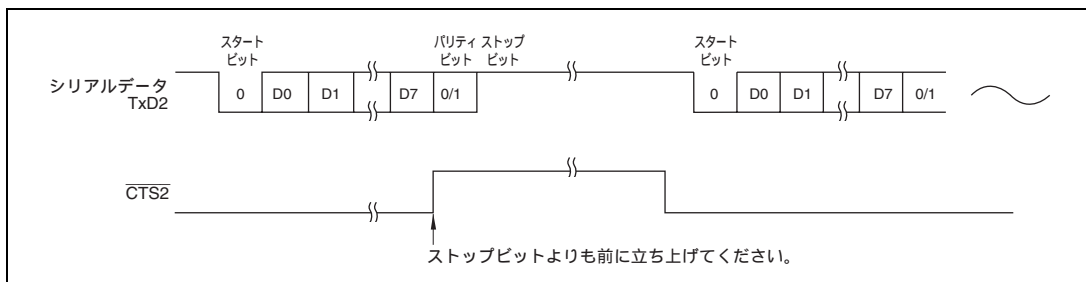 スタート
ビット
パリティ
ビット
ストップ
ビット
スタート
ビット
シリアルデータ
TxD2
0 D0 D1 D7 0/1 0 D0 D1 D7 0/1
CTS2
ストップビットよりも前に立ち上げてください。